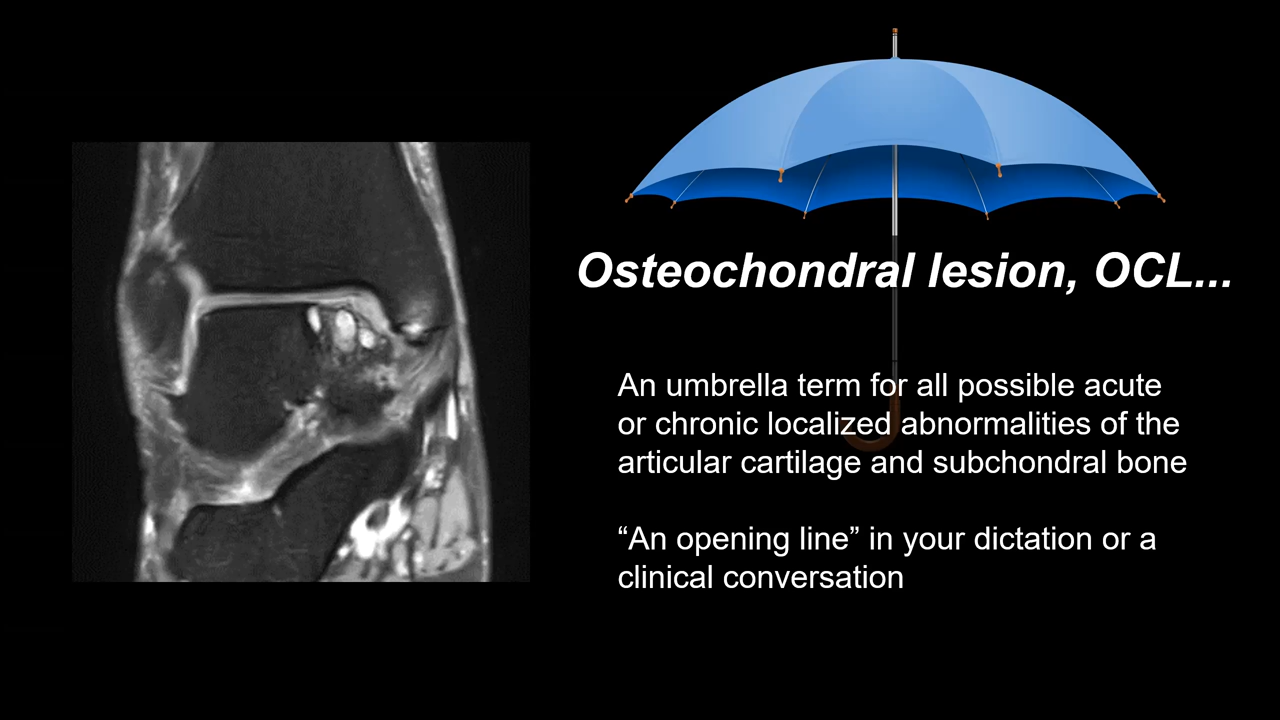 Osteochondral lesion, OCL...
An umbrella term for all possible acute
or chronic localized abnormalities of the
articular cartilage and subchondral bone
“An opening line” in your dictation or a
clinical conversation